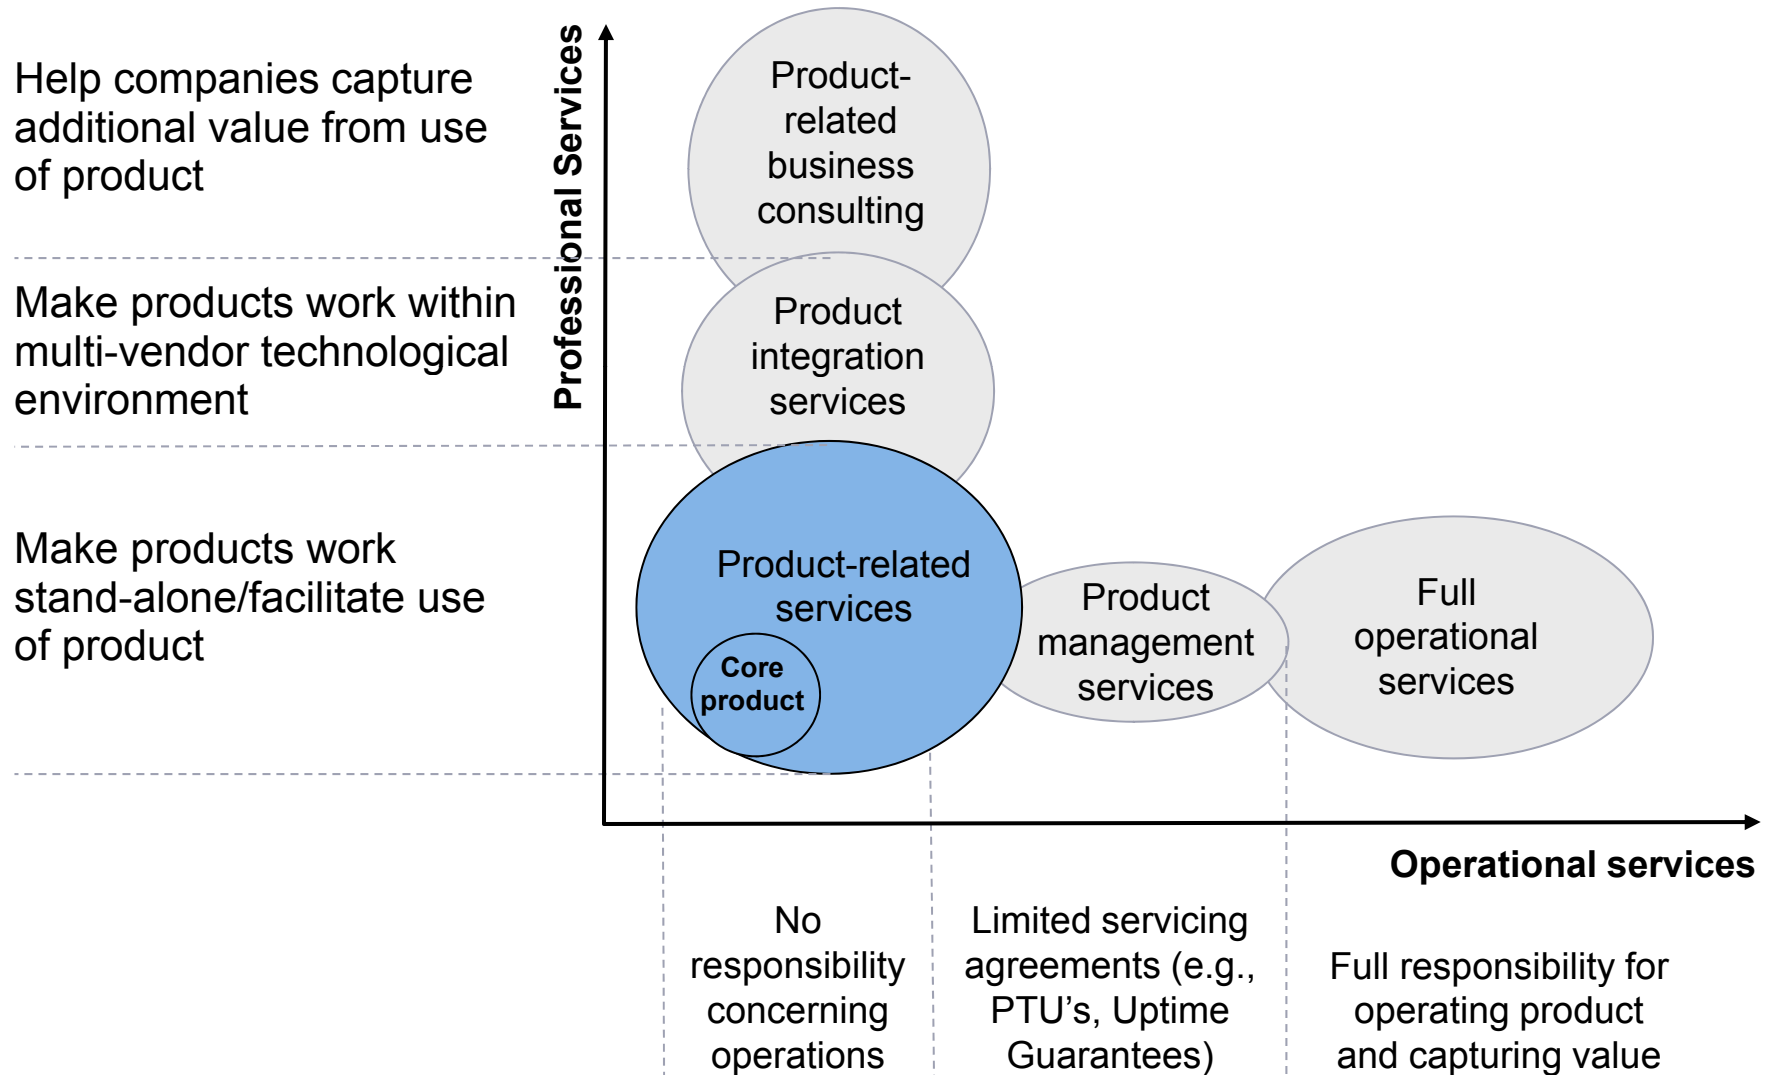 Help companies capture
additional value from use
of product
Make products work within
multi-vendor technological
environment
Make products work
stand-alone/facilitate use
of product
Professional Services
Product-
related
business
consulting
Product
integration
services
Product-related
services
Core
product
Product
management
services
Full
operational
services
Operational services
No
responsibility
concerning
operations
Limited servicing
agreements (e.g.,
PTU’s, Uptime
Guarantees)
Full responsibility for
operating product
and capturing value